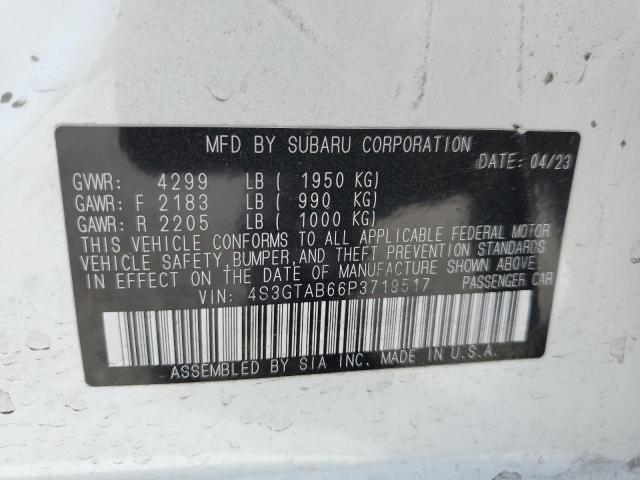 MFD BY SUBARU CORPORATION
DATE: 04/23
GVWR: 4299 LB ( 1950 KG)
GAWR: F 2183 LB ( 990 KG)
GAWR: R 2205 LB ( 1000 KG)
THIS VEHICLE CONFORMS TO ALL APPLICABLE FEDERAL MOTOR
VEHICLE SAFETY, BUMPER, AND THEFT PREVENTION STANDARDS
IN EFFECT ON THE DATE OF MANUFACTURE SHOWN ABOVE.
VIN: 4S3GTAB66P3719517 PASSENGER CAR
ASSEMBLED BY SIA INC. MADE IN U.S.A.